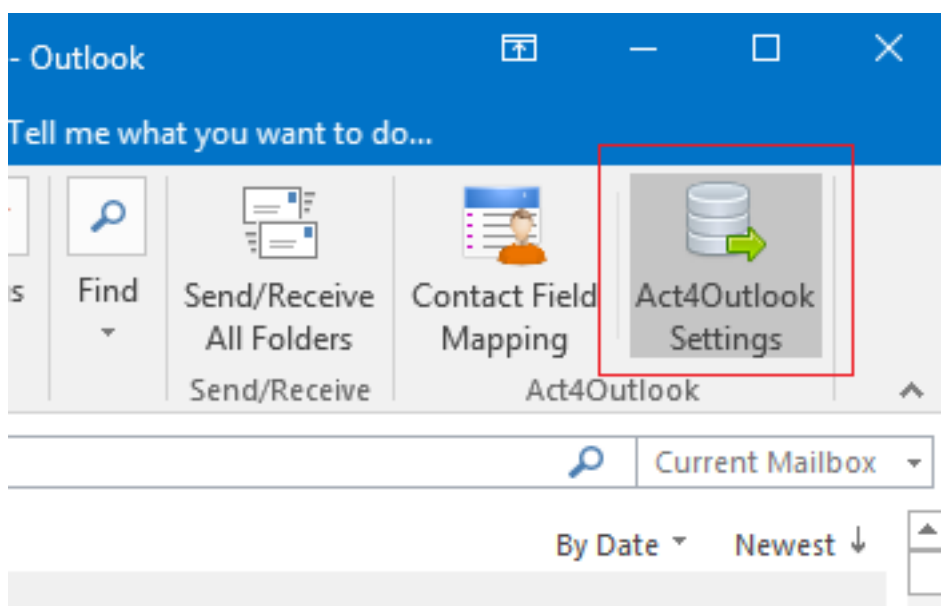 - Outlook
Tell me what you want to do...
s
Find
Send/Receive
All Folders
Contact Field
Mapping
Act4Outlook
Settings
Send/Receive
Act4Outlook
Current Mailbox
By Date
Newest